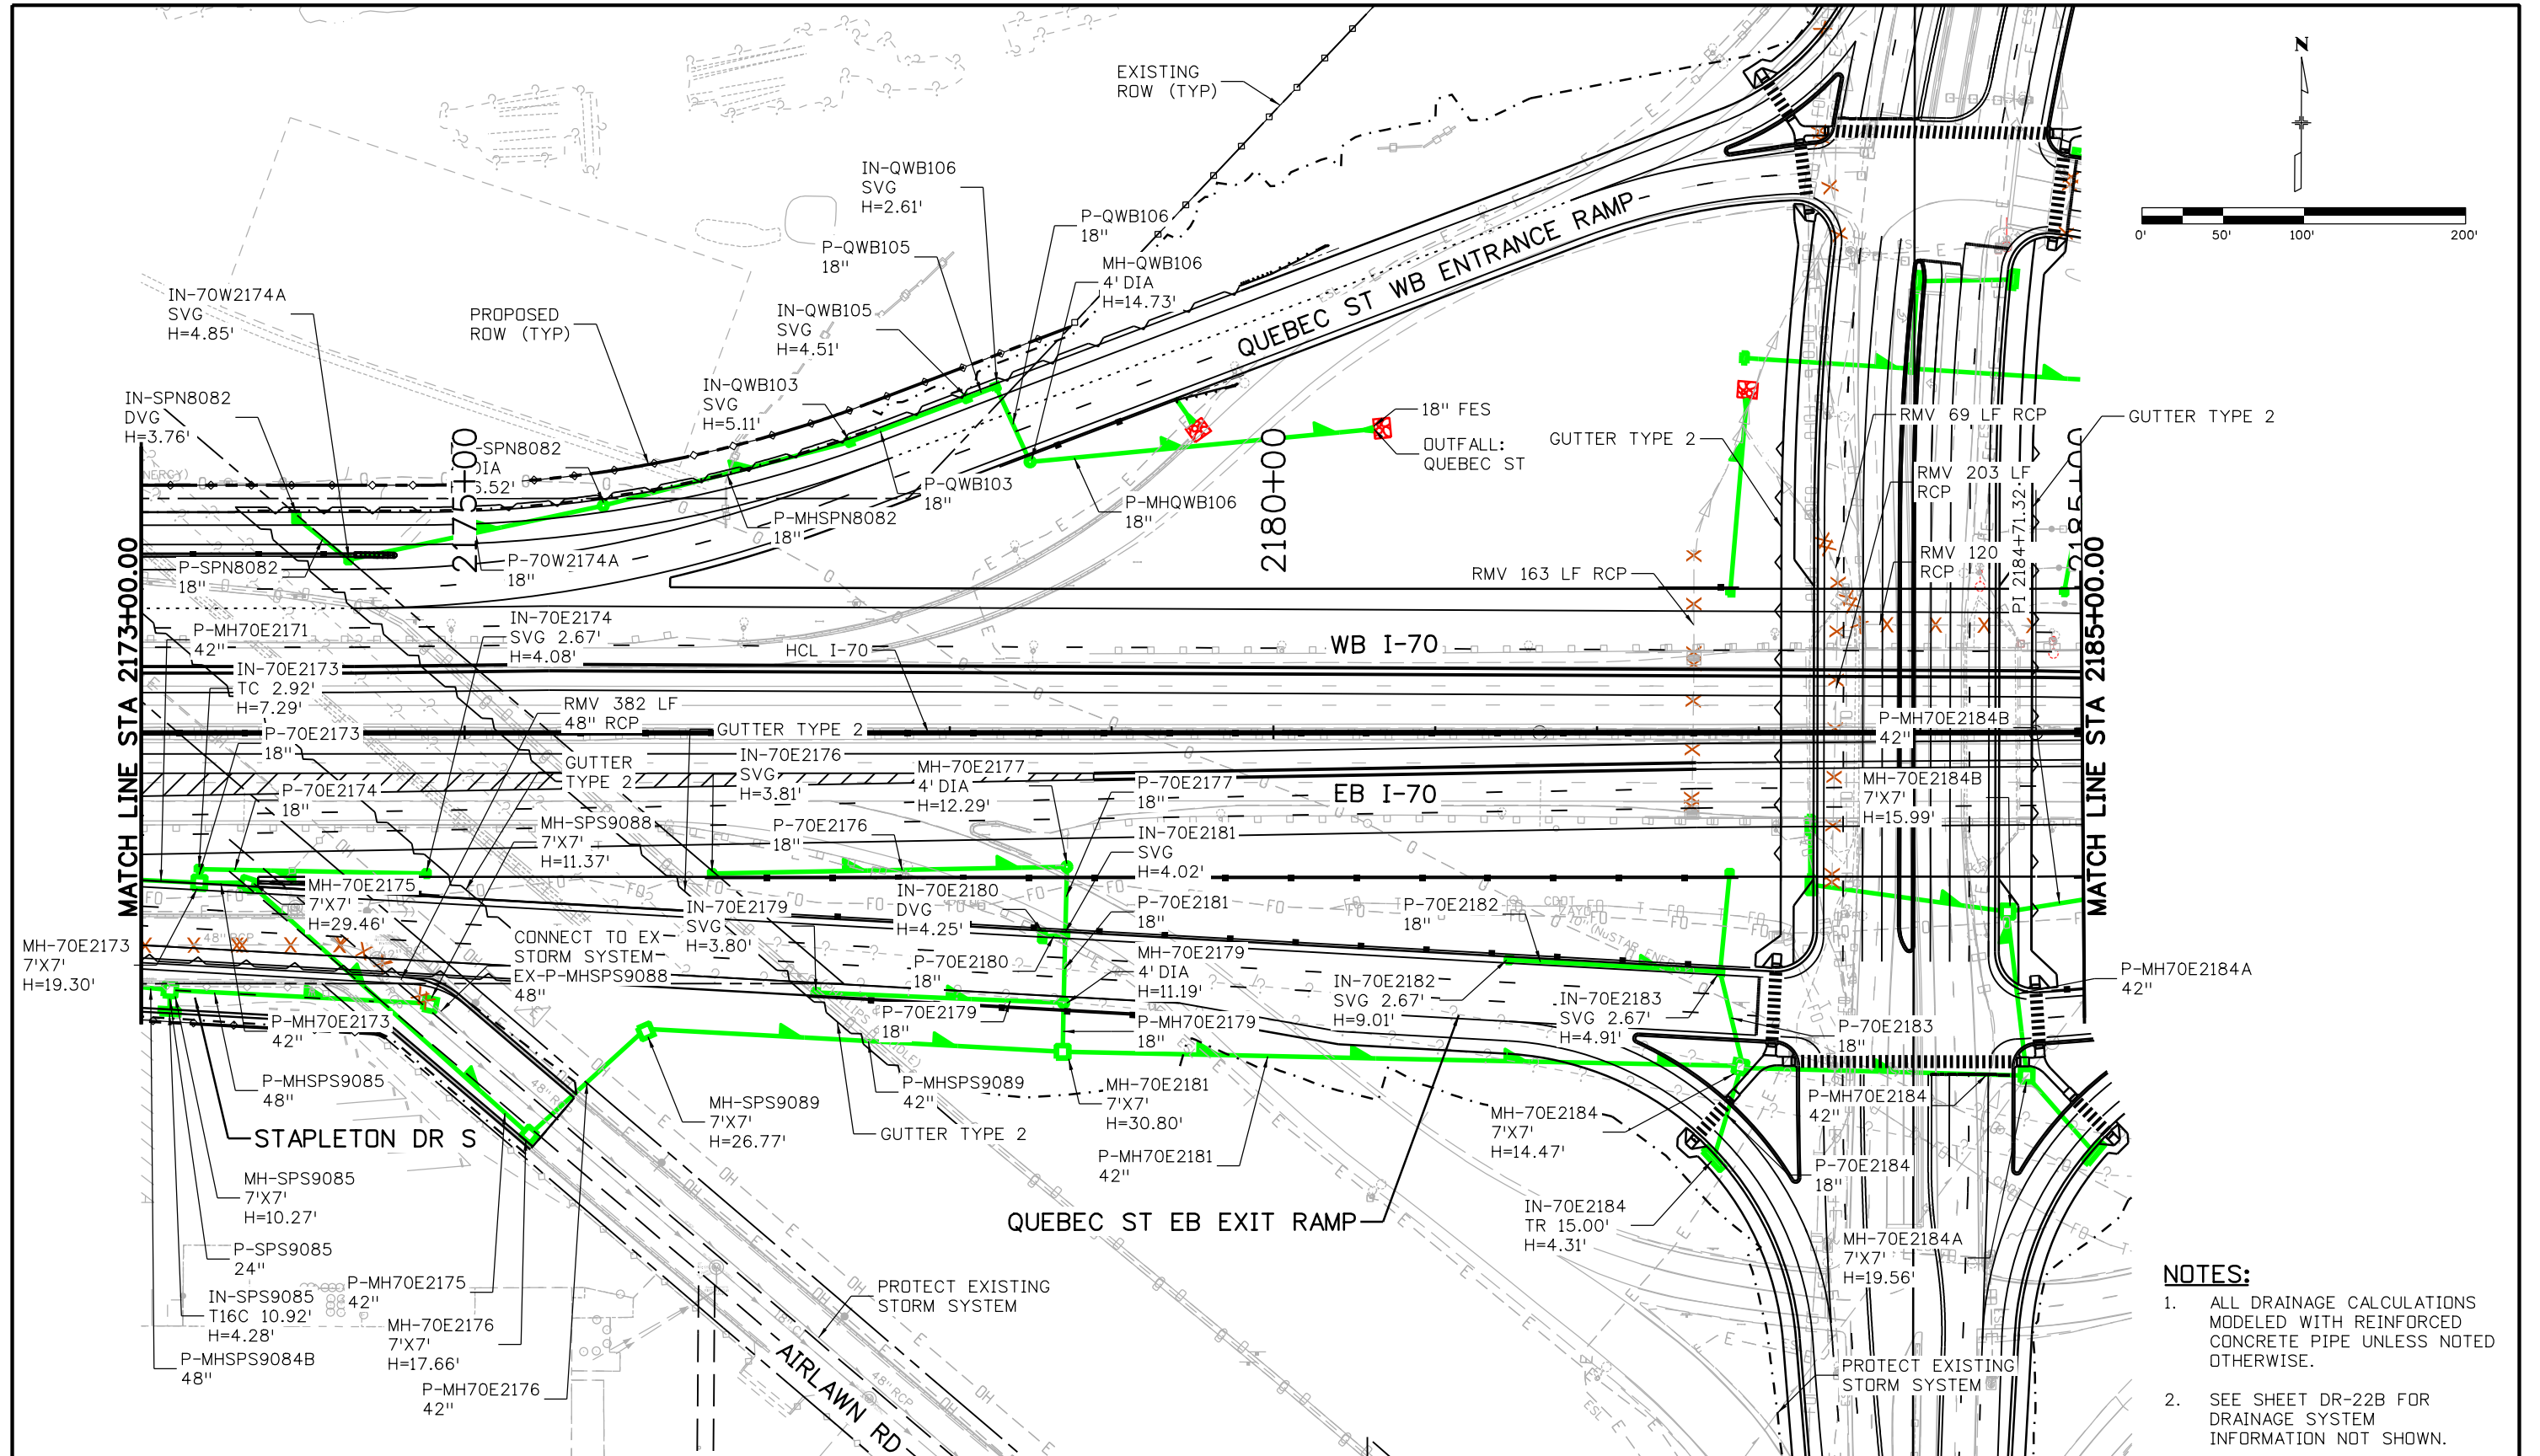 EXISTING
ROW (TYP)
N
0'
50'
100'
200'
IN-QWB106
SVG
H=2.61'
P-QWB106
18"
P-QWB105
18"
MH-QWB106
4' DIA
H=14.73'
QUEBEC ST WB ENTRANCE RAMP
IN-70W2174A
SVG
H=4.85'
PROPOSED
ROW (TYP)
IN-QWB105
SVG
H=4.51'
IN-QWB103
SVG
H=5.11'
IN-SPN8082
DVG
H=3.76'
-SPN8082
DIA
6.52'
2175+00
2180+00
2185+00
18" FES
OUTFALL:
QUEBEC ST
GUTTER TYPE 2
RMV 69 LF RCP
GUTTER TYPE 2
P-QWB103
18"
P-MHQWB106
18"
P-MHSPN8082
18"
RMV 203 LF
RCP
P-SPN8082
18"
P-70W2174A
18"
RMV 163 LF RCP
RMV 120
RCP
PI 2184+71.32
MATCH LINE STA 2173+00.00
MATCH LINE STA 2185+00.00
P-MH70E2171
42"
IN-70E2174
SVG 2.67'
H=4.08'
HCL I-70
WB I-70
IN-70E2173
TC 2.92'
H=7.29'
RMV 382 LF
48" RCP
P-70E2173
18"
GUTTER TYPE 2
P-MH70E2184B
42"
GUTTER
TYPE 2
IN-70E2176
SVG
H=3.81'
MH-70E2177
4' DIA
H=12.29'
P-70E2177
18"
EB I-70
MH-70E2184B
7'X7'
H=15.99'
P-70E2174
18"
MH-SPS9088
7'X7'
H=11.37'
P-70E2176
18"
IN-70E2181
SVG
H=4.02'
MH-70E2175
7'X7'
H=29.46'
IN-70E2179
SVG
H=3.80'
IN-70E2180
DVG
H=4.25'
P-70E2181
18"
P-70E2182
18"
CDOT
ZAYO
(NuSTAR ENERGY)
MH-70E2173
7'X7'
H=19.30'
48" RCP
CONNECT TO EX
STORM SYSTEM
EX-P-MHSPS9088
48"
P-70E2180
18"
MH-70E2179
4' DIA
H=11.19'
IN-70E2182
SVG 2.67'
H=9.01'
IN-70E2183
SVG 2.67'
H=4.91'
P-MH70E2184A
42"
P-MH70E2173
42"
P-70E2179
18"
P-MH70E2179
18"
P-70E2183
18"
P-MHSPS9085
48"
MH-SPS9089
7'X7'
H=26.77'
P-MHSPS9089
42"
MH-70E2181
7'X7'
H=30.80'
MH-70E2184
7'X7'
H=14.47'
P-MH70E2184
42"
STAPLETON DR S
GUTTER TYPE 2
P-MH70E2181
42"
P-70E2184
18"
MH-SPS9085
7'X7'
H=10.27'
QUEBEC ST EB EXIT RAMP
IN-70E2184
TR 15.00'
H=4.31'
P-SPS9085
24"
MH-70E2184A
7'X7'
H=19.56'
P-MH70E2175
42"
PROTECT EXISTING
STORM SYSTEM
IN-SPS9085
T16C 10.92'
H=4.28'
MH-70E2176
7'X7'
H=17.66'
P-MHSPS9084B
48"
P-MH70E2176
42"
AIRLAWN RD
48" RCP
PROTECT EXISTING
STORM SYSTEM
NOTES:
1. ALL DRAINAGE CALCULATIONS
MODELED WITH REINFORCED
CONCRETE PIPE UNLESS NOTED
OTHERWISE.
2. SEE SHEET DR-22B FOR
DRAINAGE SYSTEM
INFORMATION NOT SHOWN.